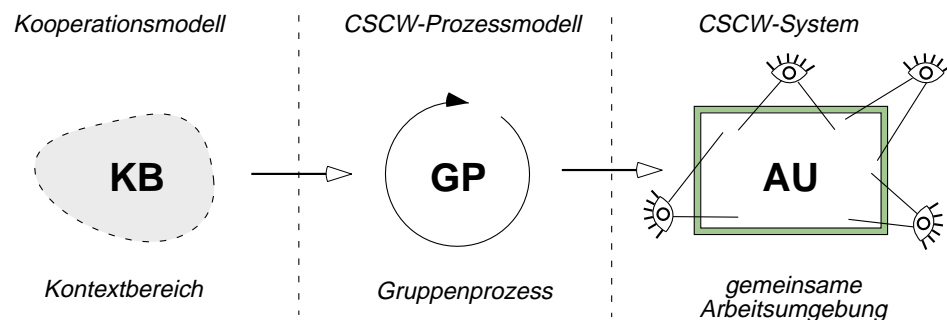 Kooperationsmodell
CSCW-Prozessmodell
CSCW-System
KB
GP
AU
Kontextbereich
Gruppenprozess
gemeinsame
Arbeitsumgebung